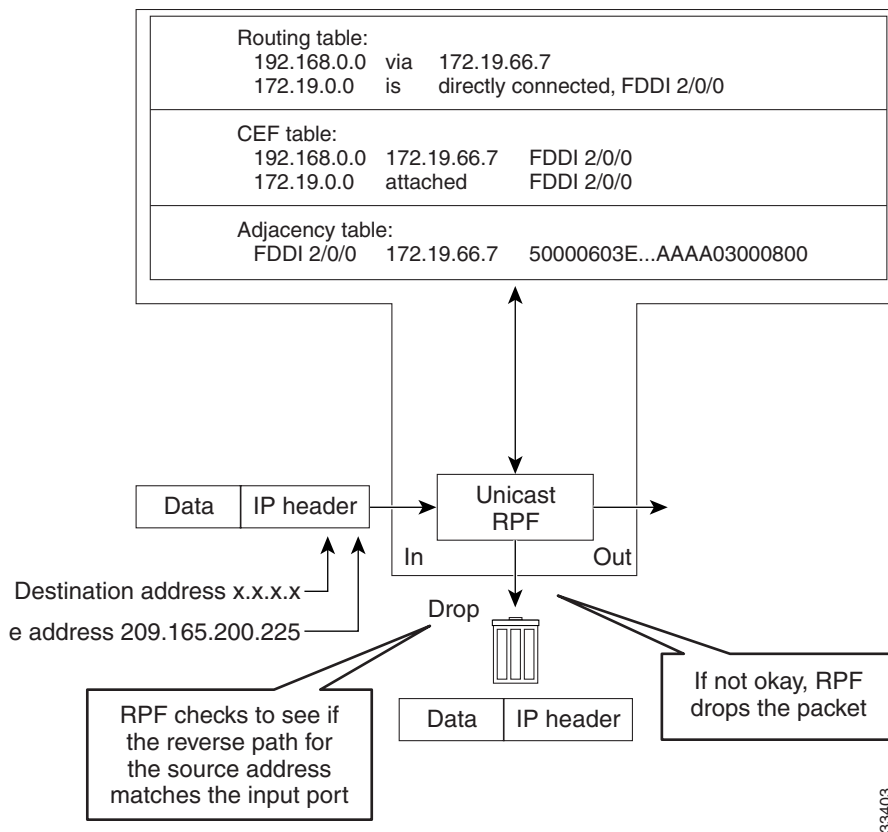 Routing table:
192.168.0.0 via 172.19.66.7
172.19.0.0 is directly connected, FDDI 2/0/0
CEF table:
192.168.0.0 172.19.66.7 FDDI 2/0/0
172.19.0.0 attached FDDI 2/0/0
Adjacency table:
FDDI 2/0/0 172.19.66.7 50000603E...AAAA03000800
Data IP header
Unicast
RPF
In Out
Destination address x.x.x.x
e address 209.165.200.225
Drop
RPF checks to see if
the reverse path for
the source address
matches the input port
Data IP header
If not okay, RPF
drops the packet
33403